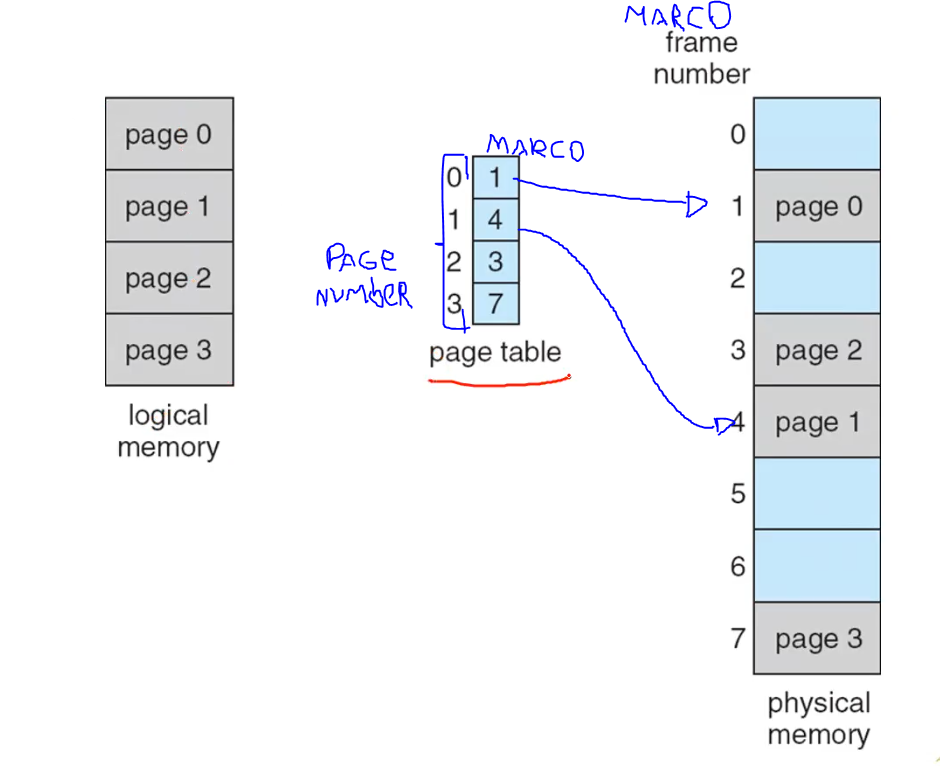 MARCO
frame
number
page 0
page 1
page 2
page 3
logical
memory
MARCO
0 1
1 4
2 3
3 7
PAGE
NUMBER
page table
0
1 page 0
2
3 page 2
4 page 1
5
6
7 page 3
physical
memory